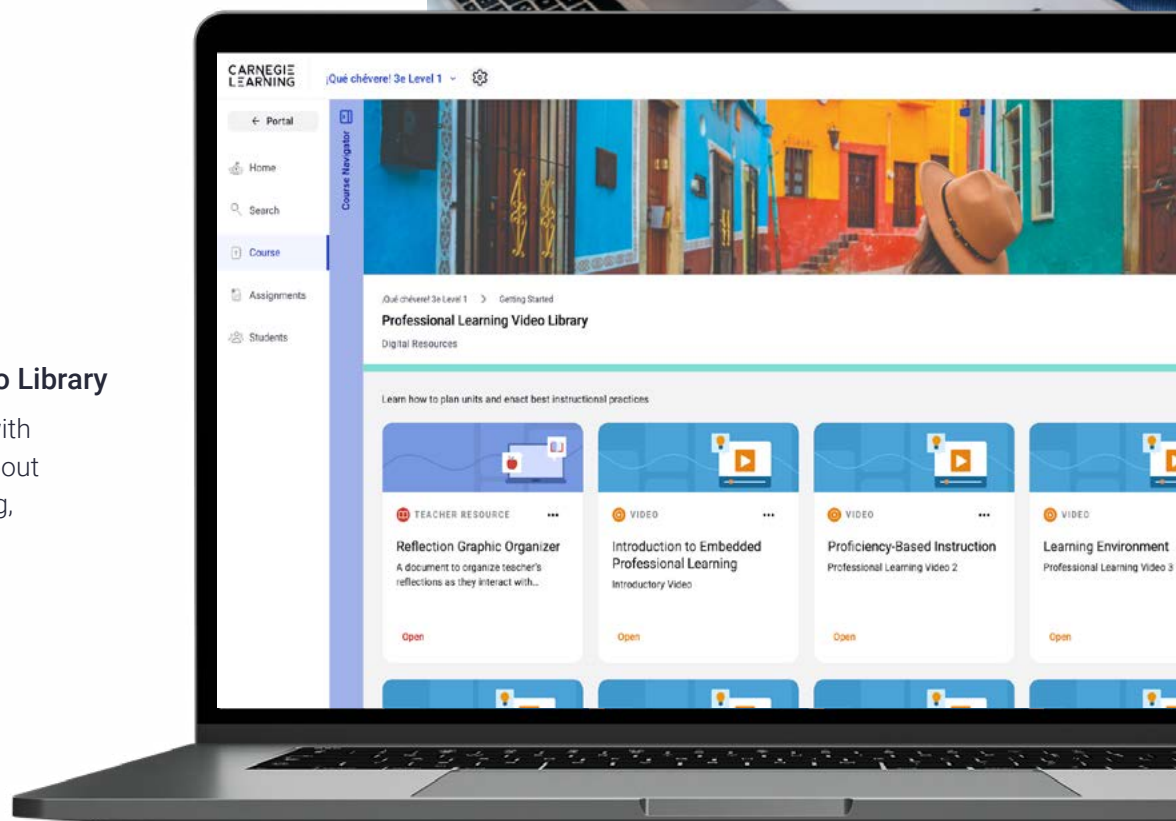 CARNEGIE
LEARNING
¡Qué chévere! 3e Level 1
← Portal
Home
Search
Course
Assignments
Students
Course Navigator
¡Qué chévere! 3e Level 1 > Getting Started
Professional Learning Video Library
Digital Resources
Library
ith
out
Learn how to plan units and enact best instructional practices
TEACHER RESOURCE
Reflection Graphic Organizer
A document to organize teacher's
reflections as they interact with...
Open
VIDEO
Introduction to Embedded
Professional Learning
Introductory Video
Open
VIDEO
Proficiency-Based Instruction
Professional Learning Video 2
Open
VIDEO
Learning Environment
Professional Learning Video 3
Open